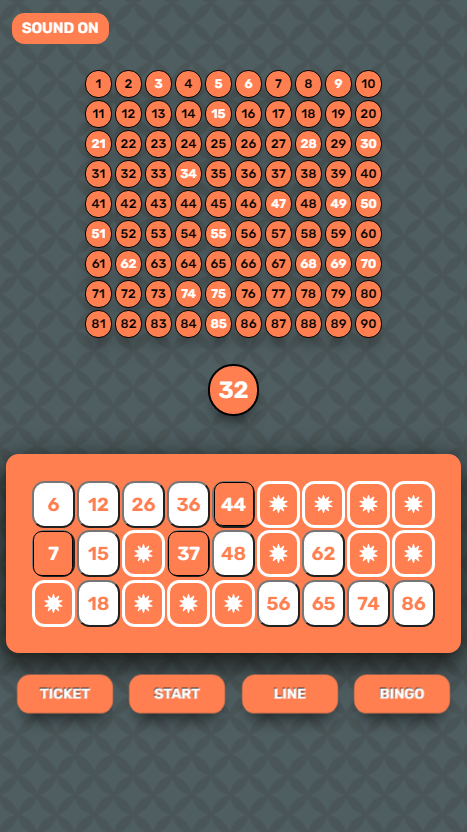 SOUND ON
1 2 3 4 5 6 7 8 9 10
11 12 13 14 15 16 17 18 19 20
21 22 23 24 25 26 27 28 29 30
31 32 33 34 35 36 37 38 39 40
41 42 43 44 45 46 47 48 49 50
51 52 53 54 55 56 57 58 59 60
61 62 63 64 65 66 67 68 69 70
71 72 73 74 75 76 77 78 79 80
81 82 83 84 85 86 87 88 89 90
32
6 12 26 36 44
7 15 37 48 62
18 56 65 74 86
TICKET START LINE BINGO